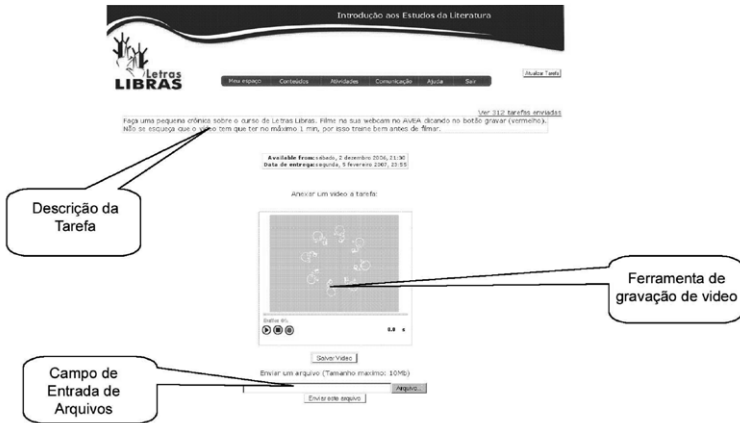 Introdução aos Estudos da Literatura
Letras
LIBRAS
Meu espaço Conteúdos Atividades Comunicação Ajuda Sair
Atualizar Tarefa
Ver 312 tarefas enviadas
Faça uma pequena crônica sobre o curso de Letras Libras. Filme na sua webcam no AVEA clicando no botão gravar (vermelho).
Não se esqueça que o vídeo tem que ter no máximo 1 min, por isso treine bem antes de filmar.
Available from: sábado, 2 dezembro 2006, 21:00
Data de entrega: segunda, 5 fevereiro 2007, 23:55
Descrição da
Tarefa
Anexar um vídeo a tarefa:
Ferramenta de
gravação de video
Salvar Video
Campo de
Entrada de
Arquivos
Enviar um arquivo (Tamanho máximo: 10Mb)
Arquivo...
Enviar este arquivo